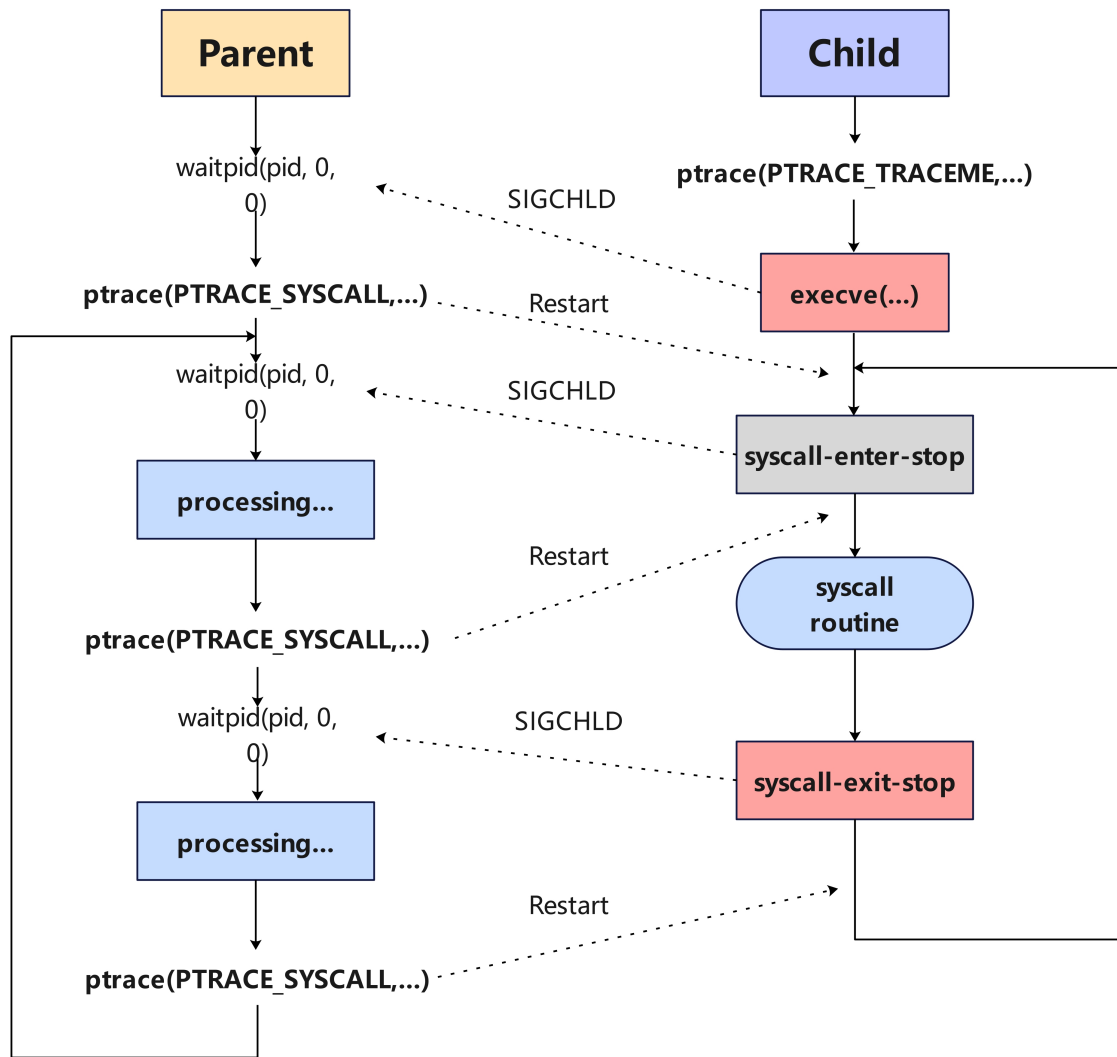 Parent
Child
waitpid(pid, 0,
0)
ptrace(PTRACE_TRACEME,...)
SIGCHLD
ptrace(PTRACE_SYSCALL,...)
Restart
execve(...)
waitpid(pid, 0,
0)
SIGCHLD
syscall-enter-stop
processing...
Restart
syscall
routine
ptrace(PTRACE_SYSCALL,...)
waitpid(pid, 0,
0)
SIGCHLD
syscall-exit-stop
processing...
Restart
ptrace(PTRACE_SYSCALL,...)